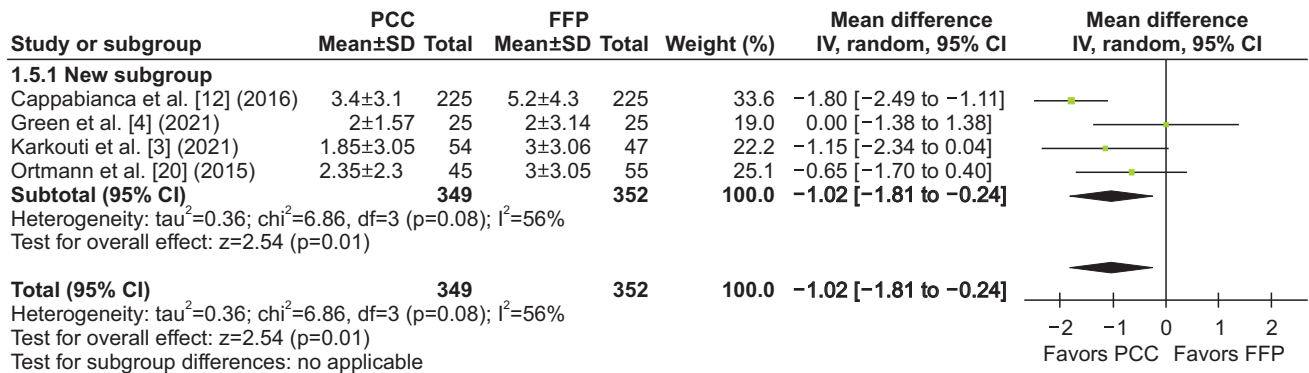 PCC FFP Mean difference Mean difference
Study or subgroup Mean±SD Total Mean±SD Total Weight (%) IV, random, 95% CI IV, random, 95% CI
1.5.1 New subgroup
Cappabianca et al. [12] (2016) 3.4±3.1 225 5.2±4.3 225 33.6 −1.80 [−2.49 to −1.11]
Green et al. [4] (2021) 2±1.57 25 2±3.14 25 19.0 0.00 [−1.38 to 1.38]
Karkouti et al. [3] (2021) 1.85±3.05 54 3±3.06 47 22.2 −1.15 [−2.34 to 0.04]
Ortmann et al. [20] (2015) 2.35±2.3 45 3±3.05 55 25.1 −0.65 [−1.70 to 0.40]
Subtotal (95% CI) 349 352 100.0 −1.02 [−1.81 to −0.24]
Heterogeneity: tau²=0.36; chi²=6.86, df=3 (p=0.08); I²=56%
Test for overall effect: z=2.54 (p=0.01)
Total (95% CI) 349 352 100.0 −1.02 [−1.81 to −0.24]
Heterogeneity: tau²=0.36; chi²=6.86, df=3 (p=0.08); I²=56%
Test for overall effect: z=2.54 (p=0.01)
Test for subgroup differences: no applicable
−2 −1 0 1 2
Favors PCC Favors FFP